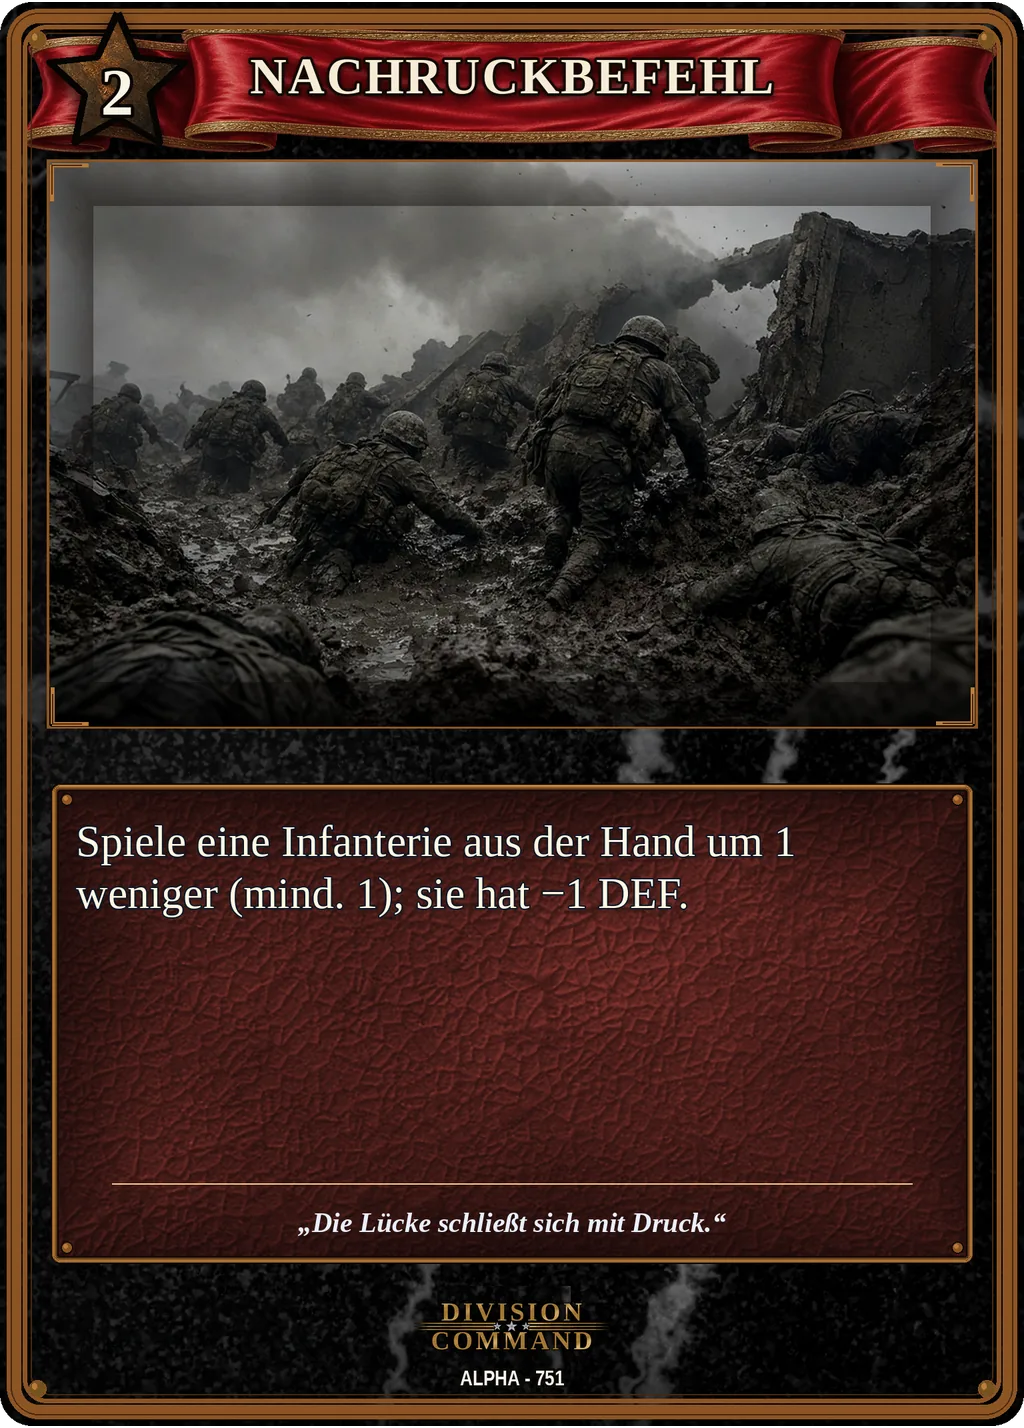 2
NACHRUCKBEFEHL
Spiele eine Infanterie aus der Hand um 1
weniger (mind. 1); sie hat −1 DEF.
„Die Lücke schließt sich mit Druck.“
DIVISION
COMMAND
ALPHA - 751